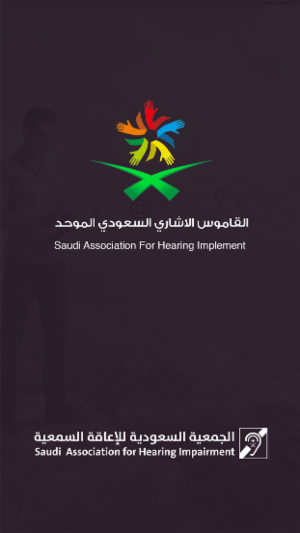 القاموس الاشاري السعودي الموحد
Saudi Association For Hearing Implement
الجمعية السعودية للإعاقة السمعية
Saudi Association for Hearing Impairment